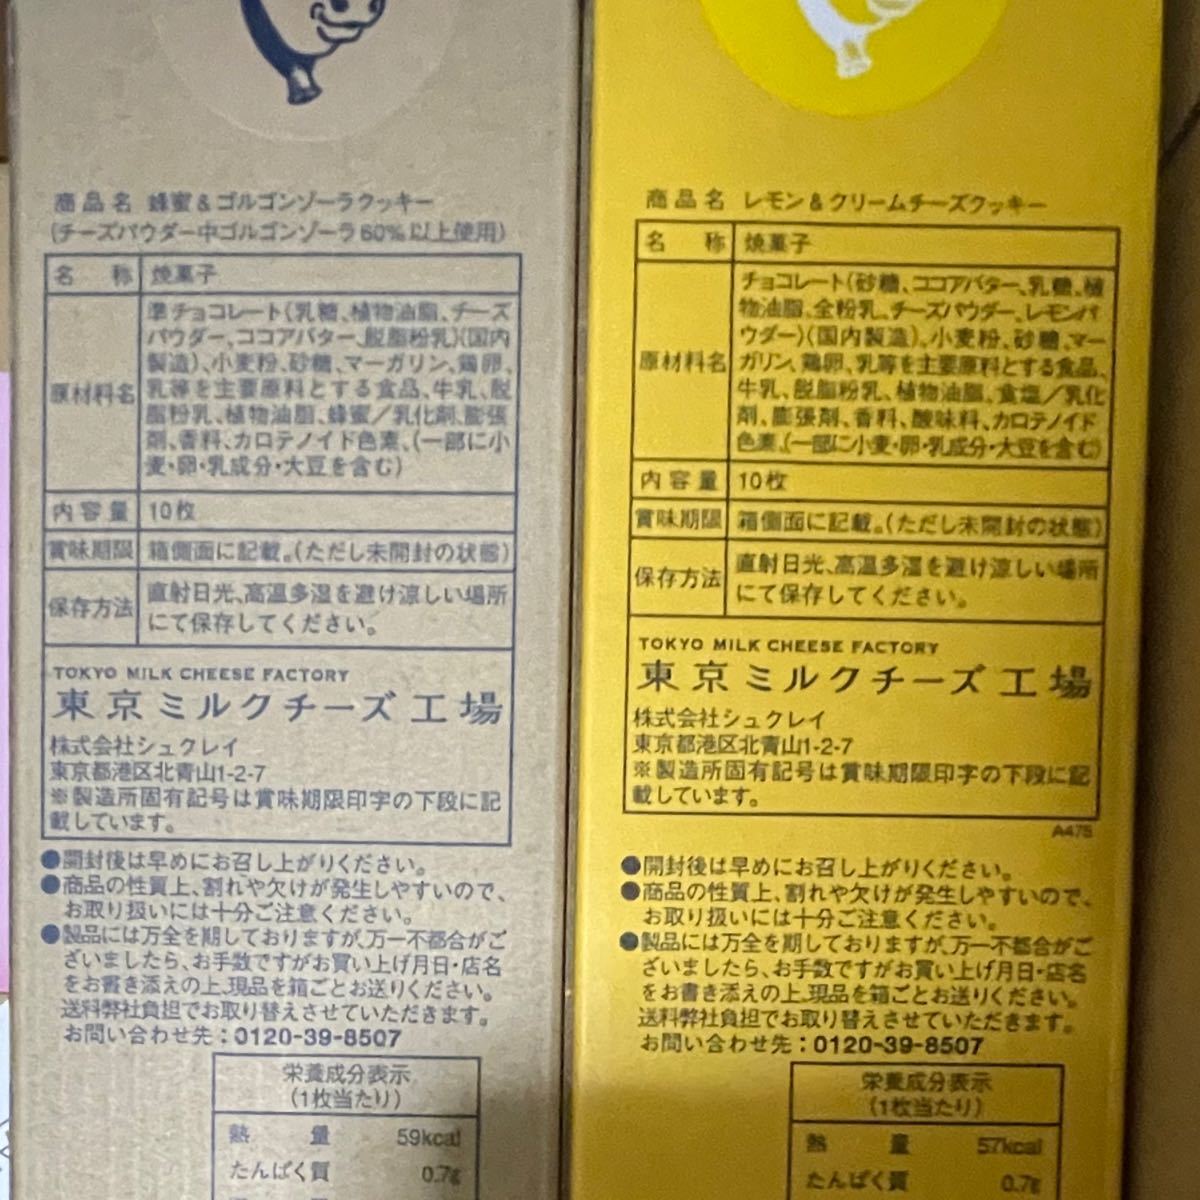 商品名 蜂蜜&ゴルゴンゾーラクッキー
(チーズパウダー中ゴルゴンゾーラ60%以上使用)
名称 焼菓子
原材料名
準チョコレート(乳糖、植物油脂、チーズ
パウダー、ココアバター、脱脂粉乳)(国内
製造)、小麦粉、砂糖、マーガリン、鶏卵、
乳等を主要原料とする食品、牛乳、脱
脂粉乳、植物油脂、蜂蜜/乳化剤、膨張
剤、香料、カロテノイド色素、(一部に小
麦・卵・乳成分・大豆を含む)
内容量 10枚
賞味期限 箱側面に記載。(ただし未開封の状態)
保存方法
直射日光、高温多湿を避け涼しい場所
にて保存してください。
TOKYO MILK CHEESE FACTORY
東京ミルクチーズ工場
株式会社シュクレイ
東京都港区北青山1-2-7
※製造所固有記号は賞味期限印字の下段に記
載しています。
●開封後は早めにお召し上がりください。
●商品の性質上、割れや欠けが発生しやすいので、
お取り扱いには十分ご注意ください。
●製品には万全を期しておりますが、万一不都合がご
ざいましたら、お手数ですがお買い上げ月日・店名
をお書き添えの上、現品を箱ごとお送りください。
送料弊社負担でお取り替えさせていただきます。
お問い合わせ先：0120-39-8507
栄養成分表示
(1枚当たり)
熱量 59kcal
たんぱく質 0.7g
商品名 レモン&クリームチーズクッキー
名称 焼菓子
原材料名
チョコレート(砂糖、ココアバター、乳糖、植
物油脂、全粉乳、チーズパウダー、レモンパ
ウダー)(国内製造)、小麦粉、砂糖、マー
ガリン、鶏卵、乳等を主要原料とする食品、
牛乳、脱脂粉乳、植物油脂、食塩/乳化
剤、膨張剤、香料、酸味料、カロテノイド
色素、(一部に小麦・卵・乳成分・大豆を含む)
内容量 10枚
賞味期限 箱側面に記載。(ただし未開封の状態)
保存方法
直射日光、高温多湿を避け涼しい場所
にて保存してください。
TOKYO MILK CHEESE FACTORY
東京ミルクチーズ工場
株式会社シュクレイ
東京都港区北青山1-2-7
※製造所固有記号は賞味期限印字の下段に記
載しています。
A475
●開封後は早めにお召し上がりください。
●商品の性質上、割れや欠けが発生しやすいので、
お取り扱いには十分ご注意ください。
●製品には万全を期しておりますが、万一不都合がご
ざいましたら、お手数ですがお買い上げ月日・店名
をお書き添えの上、現品を箱ごとお送りください。
送料弊社負担でお取り替えさせていただきます。
お問い合わせ先：0120-39-8507
栄養成分表示
(1枚当たり)
熱量 57kcal
たんぱく質 0.7g